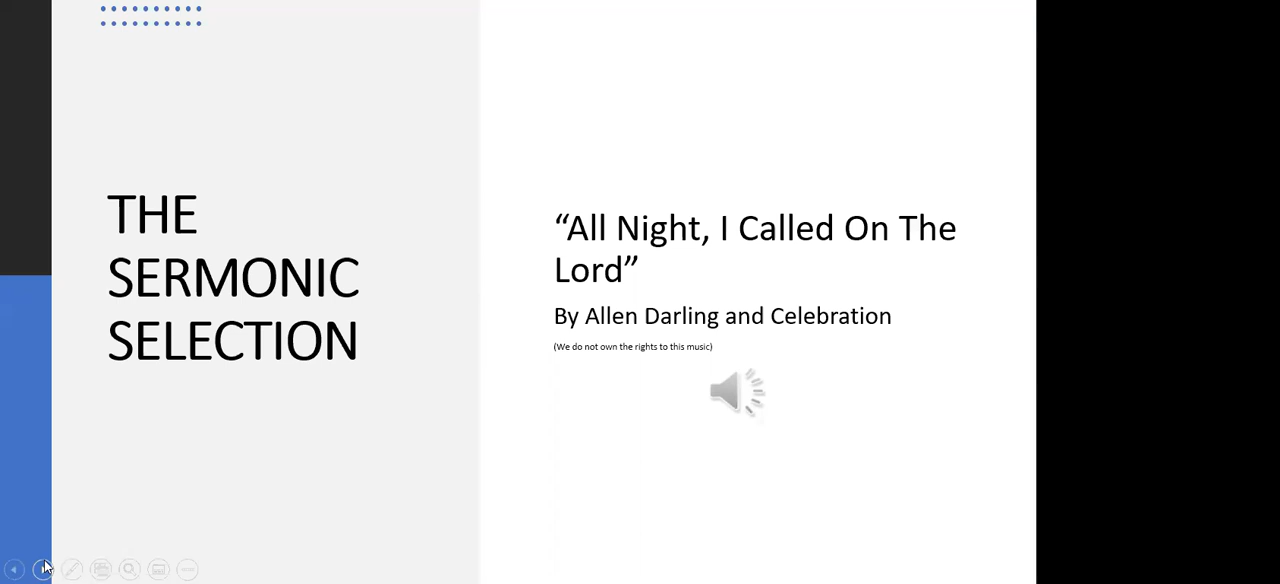 THE
SERMONIC
SELECTION
“All Night, I Called On The
Lord”
By Allen Darling and Celebration
(We do not own the rights to this music)